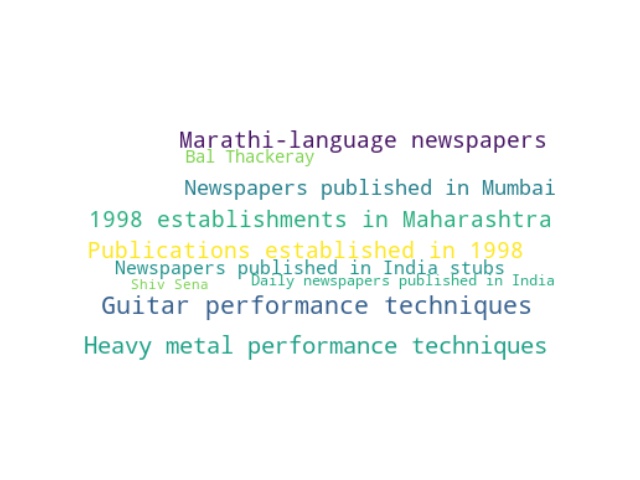 Marathi-language newspapers
Bal Thackeray
Newspapers published in Mumbai
1998 establishments in Maharashtra
Publications established in 1998
Newspapers published in India stubs
Daily newspapers published in India
Shiv Sena
Guitar performance techniques
Heavy metal performance techniques